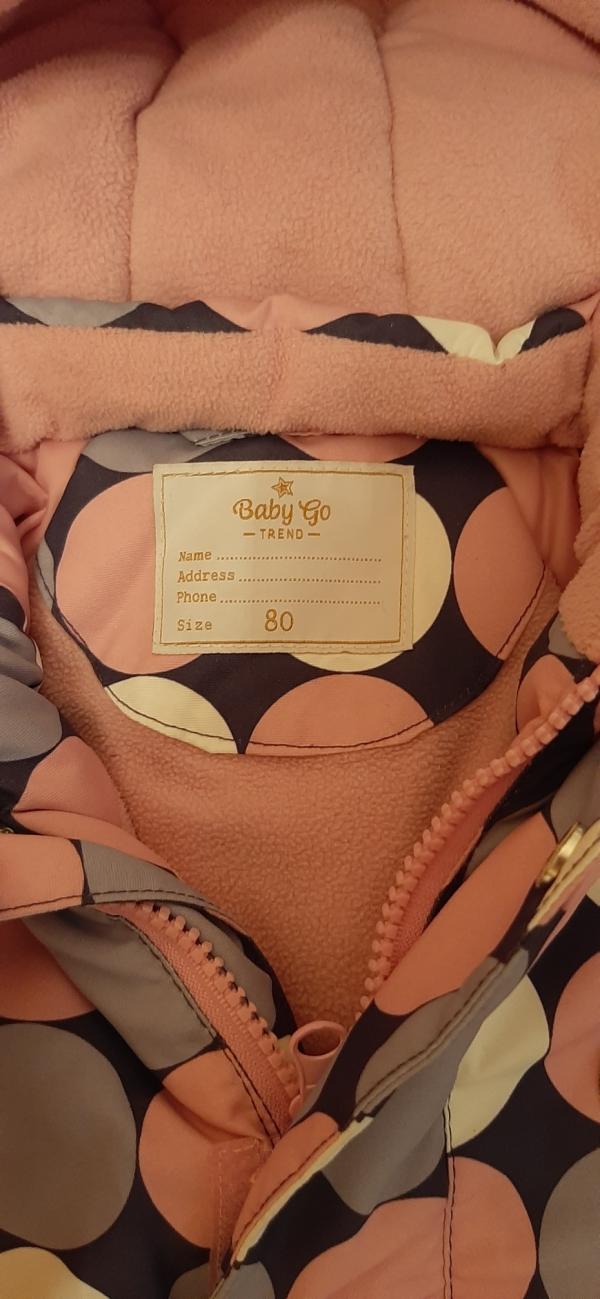 Baby Go
—TREND—
Name ..............................
Address ..........................
Phone ..............................
Size 80